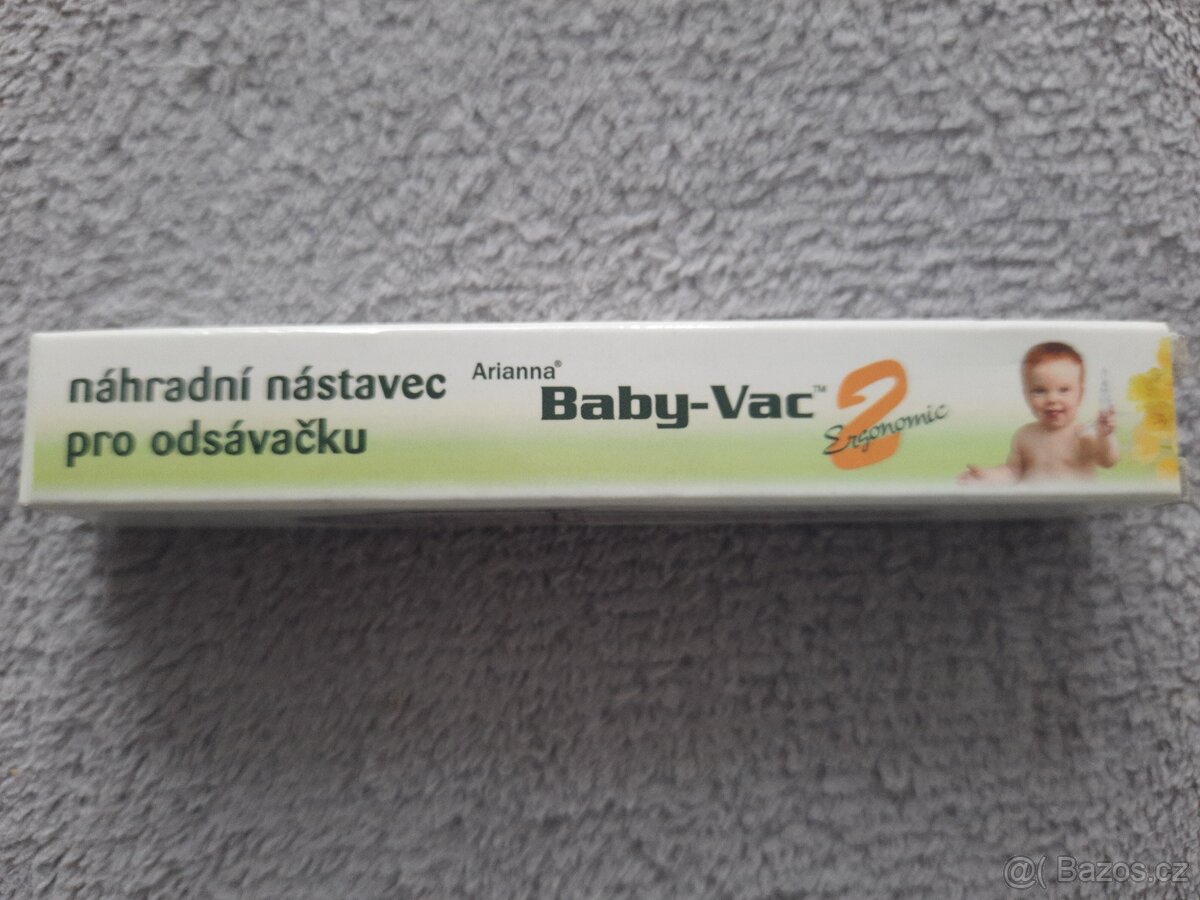 náhradní nástavec
pro odsávačku
Arianna®
Baby-Vac™ 2
Ergonomic
@( Bazos.cz